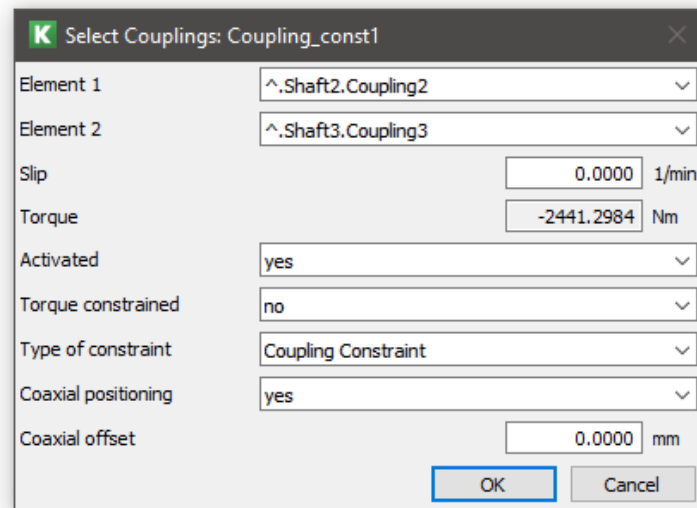 K Select Couplings: Coupling_const1
Element 1 ^.Shaft2.Coupling2
Element 2 ^.Shaft3.Coupling3
Slip 0.0000 1/min
Torque -2441.2984 Nm
Activated yes
Torque constrained no
Type of constraint Coupling Constraint
Coaxial positioning yes
Coaxial offset 0.0000 mm
OK Cancel